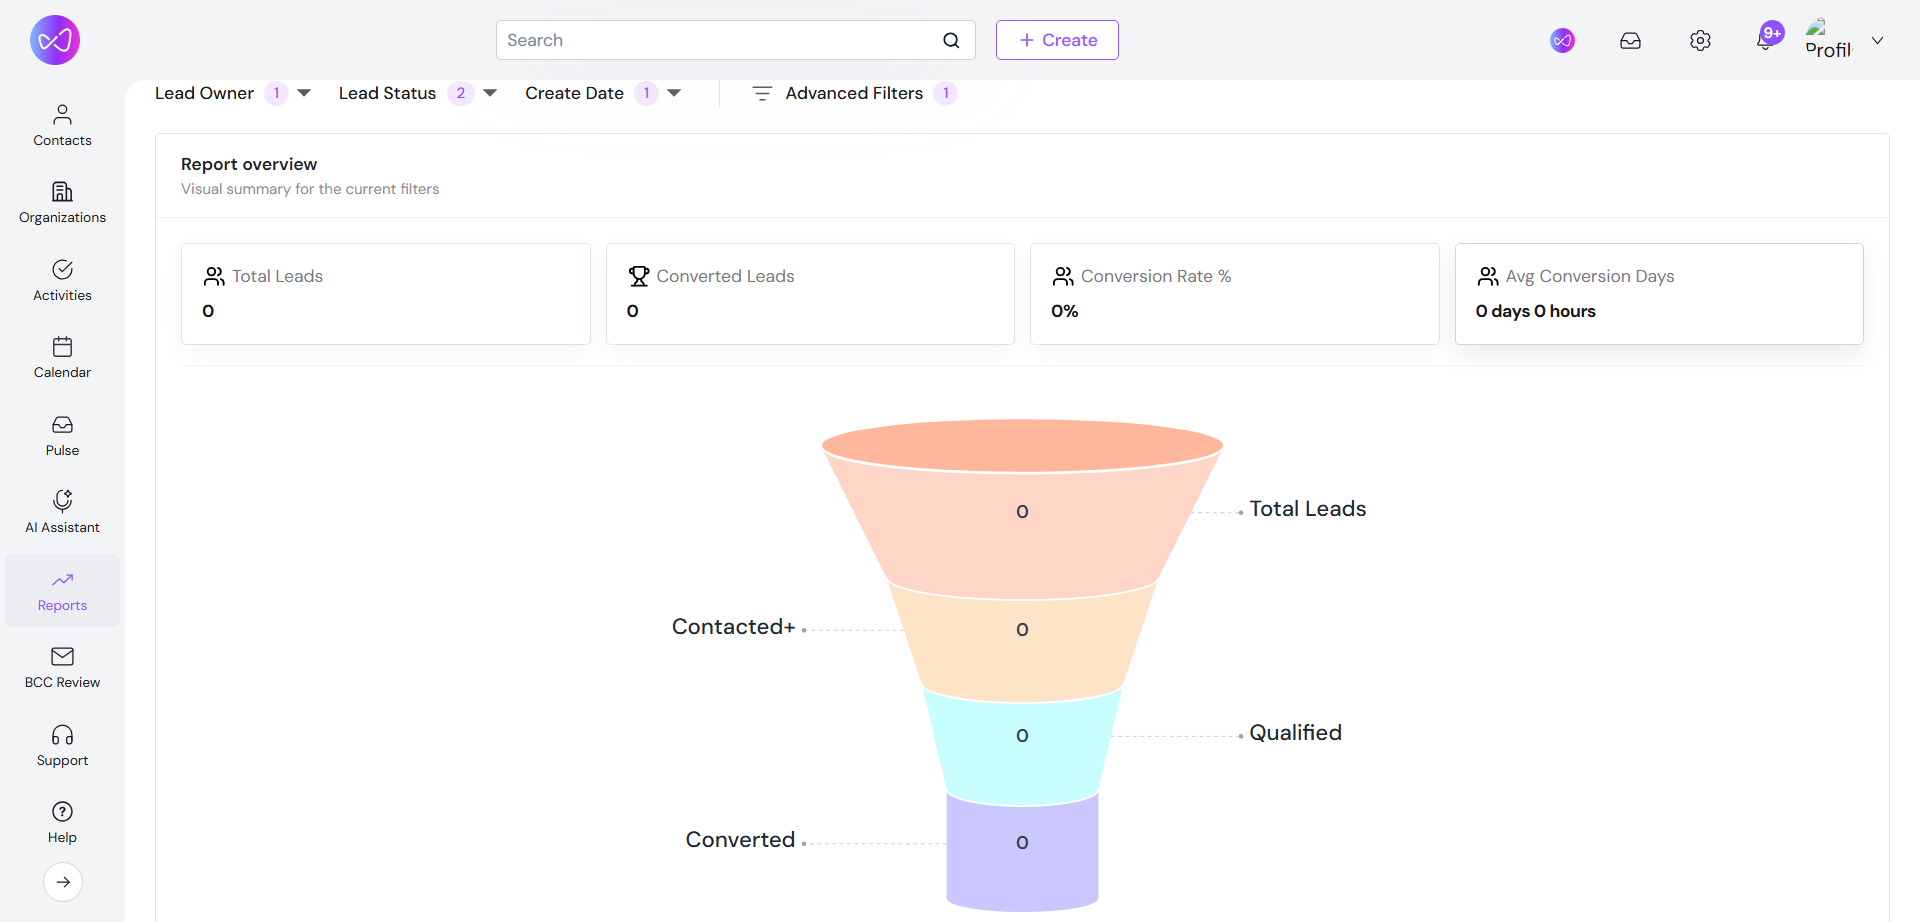 Search
+ Create
9+
Profil
Lead Owner 1
Lead Status 2
Create Date 1
Advanced Filters 1
Contacts
Organizations
Activities
Calendar
Pulse
AI Assistant
Reports
BCC Review
Support
Help
Report overview
Visual summary for the current filters
Total Leads
0
Converted Leads
0
Conversion Rate %
0%
Avg Conversion Days
0 days 0 hours
0
Total Leads
Contacted+
0
0
Qualified
Converted
0